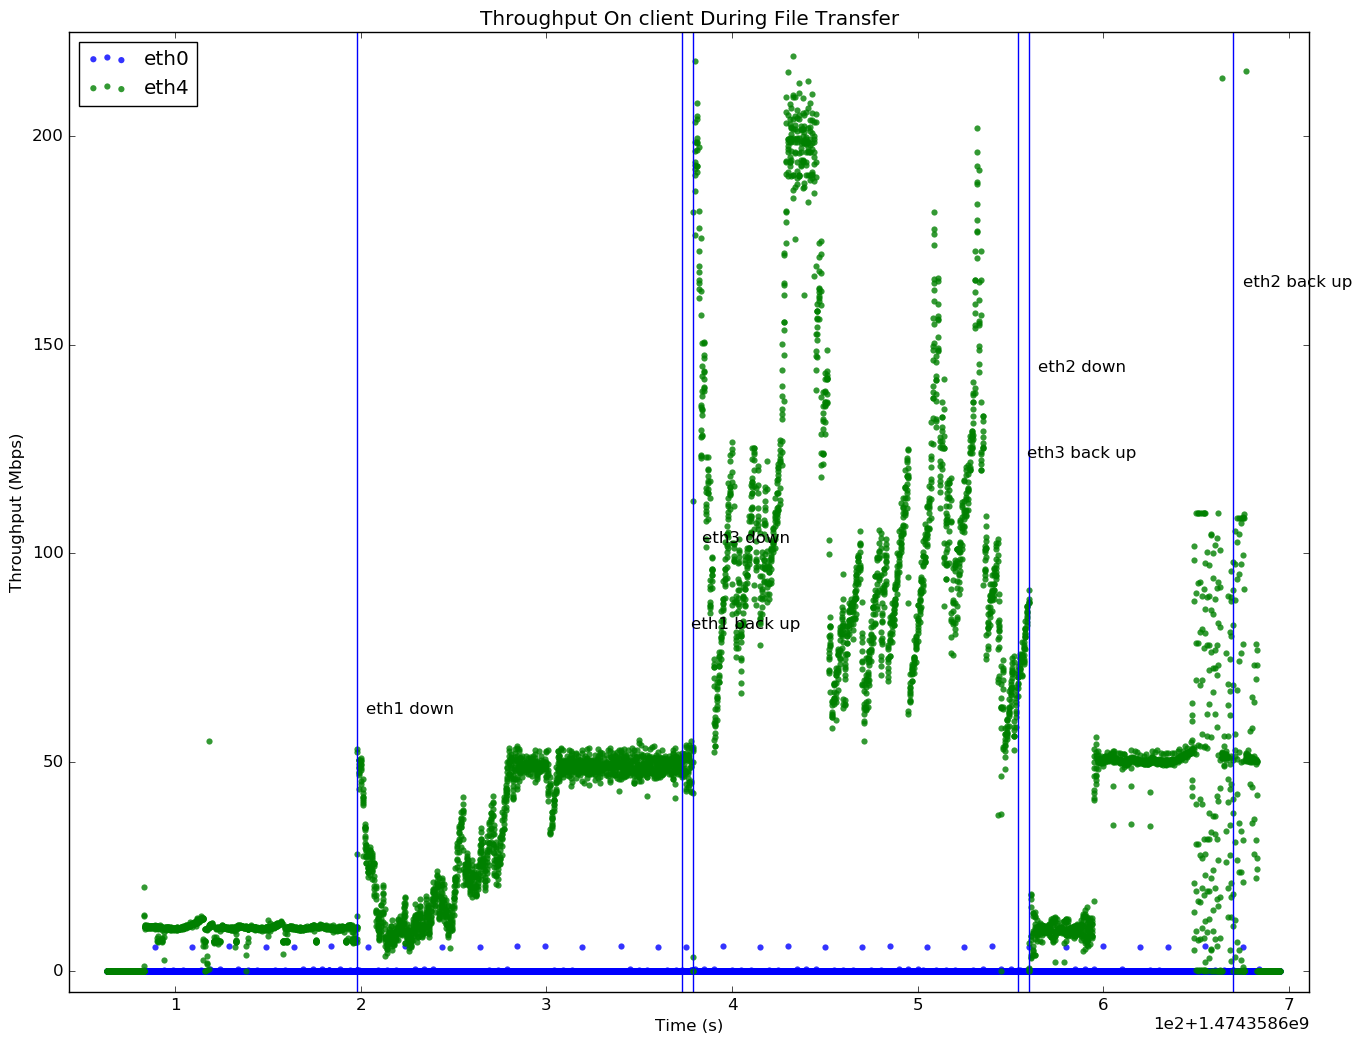 Throughput On client During File Transfer
eth0
eth4
200
150
100
50
0
Throughput (Mbps)
eth2 back up
eth2 down
eth3 back up
eth3 down
eth1 back up
eth1 down
1 2 3 4 5 6 7
Time (s)
1e2+1.4743586e9